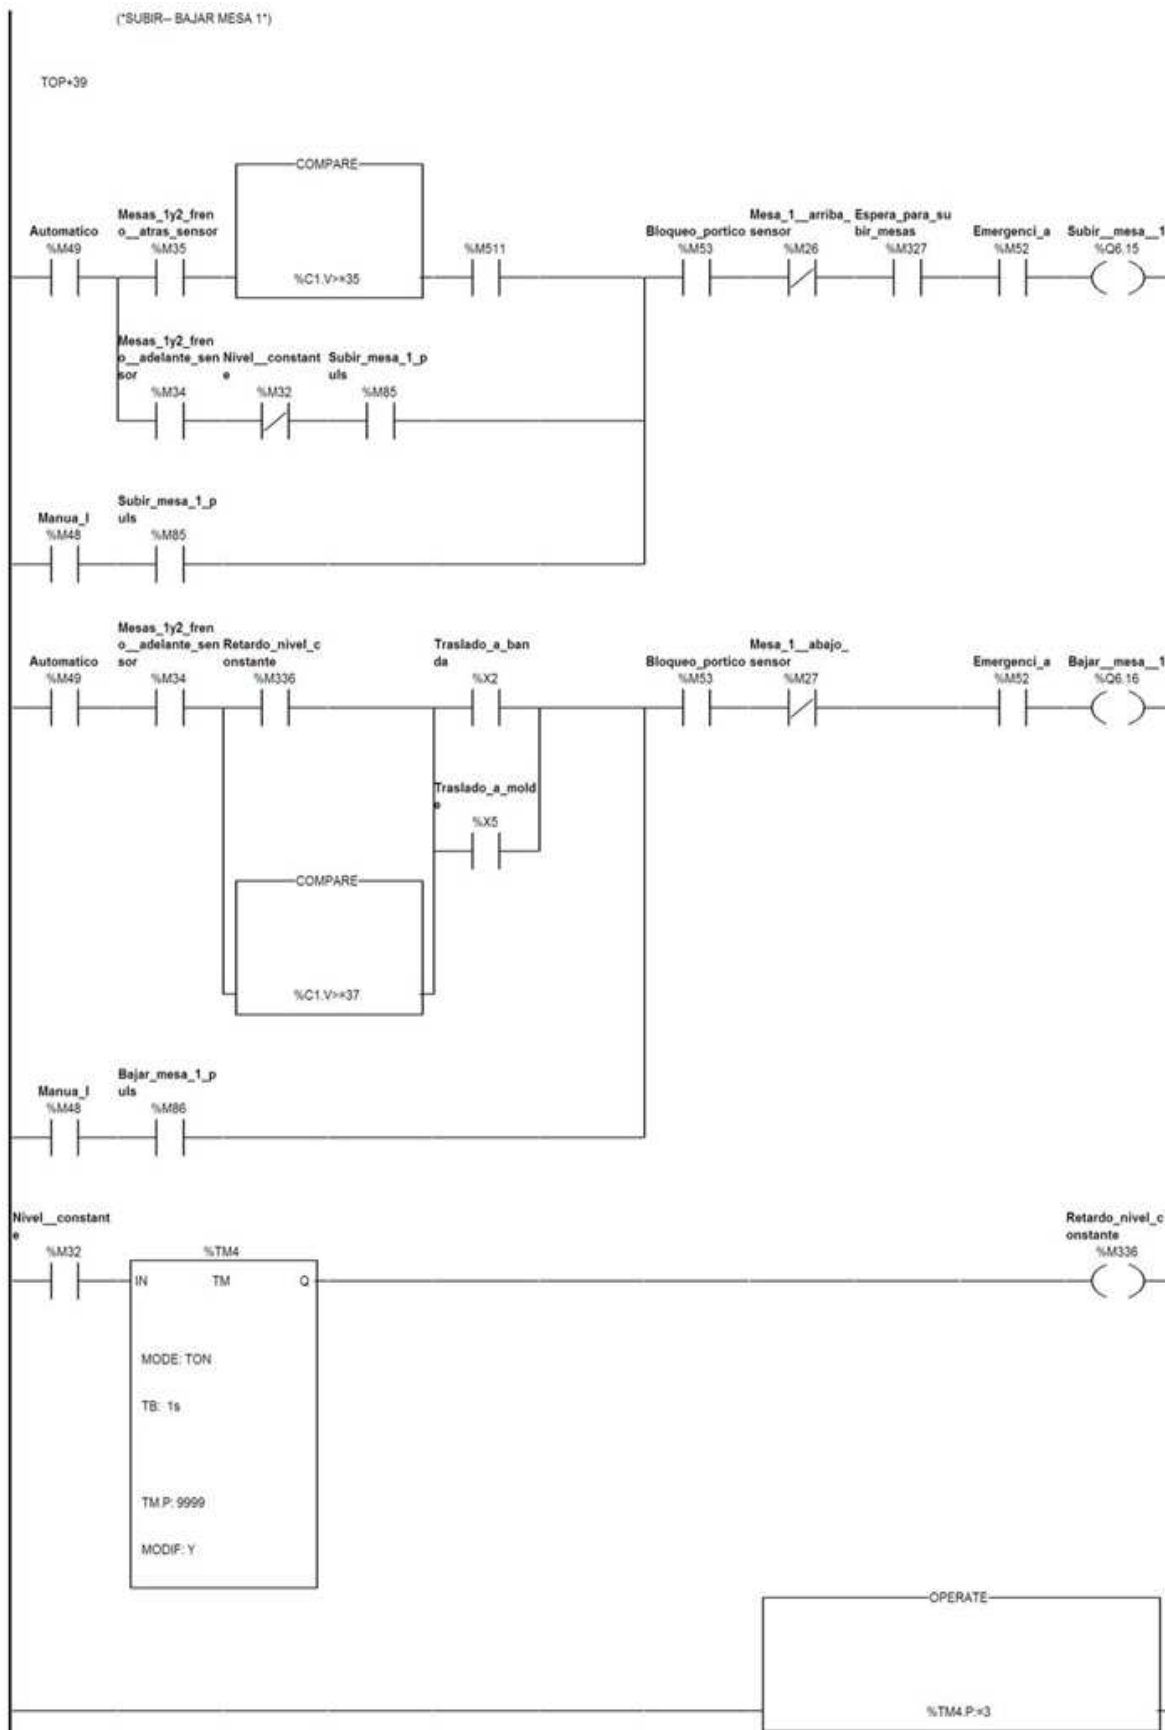 (*SUBIR-- BAJAR MESA 1*)
TOP+39
COMPARE
Mesas_1y2_fren
o__atras_sensor
Automatico
%M49
%M35
%C1.V>=35
%M511
Bloqueo_portico
%M53
Mesa_1__arriba_
sensor
%M26
Espera_para_su
bir_mesas
%M327
Emergenci_a
%M52
Subir__mesa__1
%Q6.15
Mesas_1y2_fren
o__adelante_sen
sor
%M34
Nivel__constant
e
%M32
Subir_mesa_1_p
uls
%M85
Manua_l
%M48
Subir_mesa_1_p
uls
%M85
Automatico
%M49
Mesas_1y2_fren
o__adelante_sen
sor
%M34
Retardo_nivel_c
onstante
%M336
Traslado_a_ban
da
%X2
Bloqueo_portico
%M53
Mesa_1__abajo_
sensor
%M27
Emergenci_a
%M52
Bajar__mesa__1
%Q6.16
Traslado_a_mold
e
%X5
COMPARE
%C1.V>=37
Manua_l
%M48
Bajar_mesa_1_p
uls
%M86
Nivel__constant
e
%M32
%TM4
IN TM Q
MODE: TON
TB: 1s
TM.P: 9999
MODIF: Y
Retardo_nivel_c
onstante
%M336
OPERATE
%TM4.P:=3